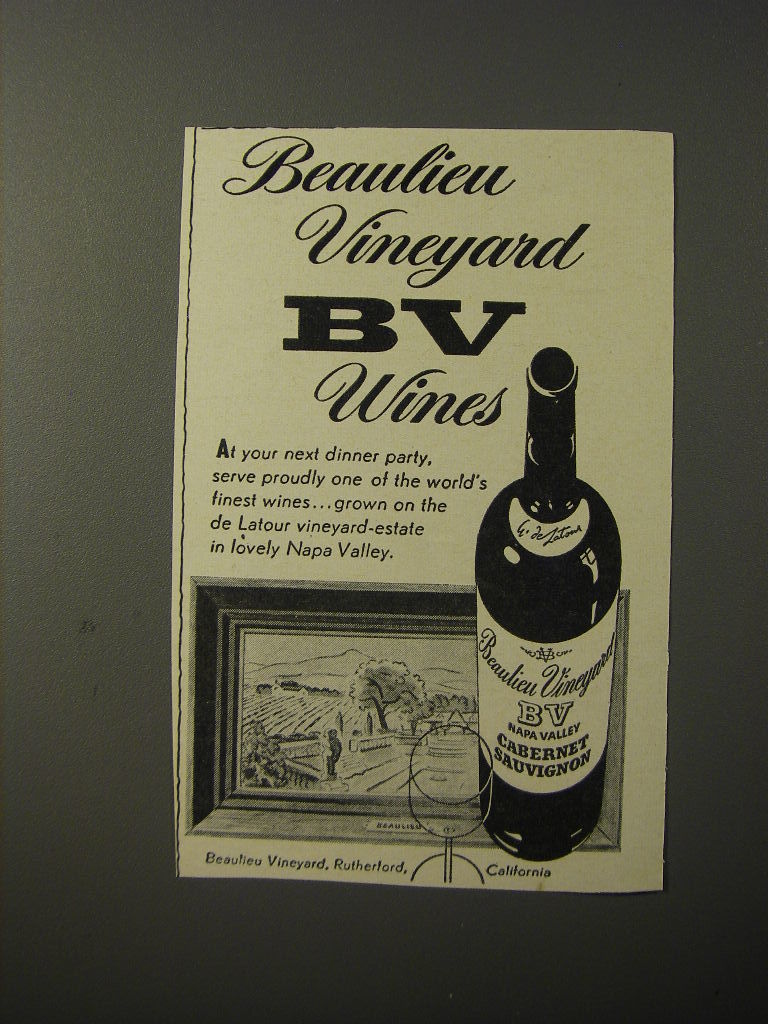 Beaulieu
Vineyard
BV
Wines
At your next dinner party,
serve proudly one of the world's
finest wines...grown on the
de Latour vineyard-estate
in lovely Napa Valley.
G. de Latour
Beaulieu Vineyard
BV
NAPA VALLEY
CABERNET
SAUVIGNON
BEAULIEU
Beaulieu Vineyard, Rutherford, California